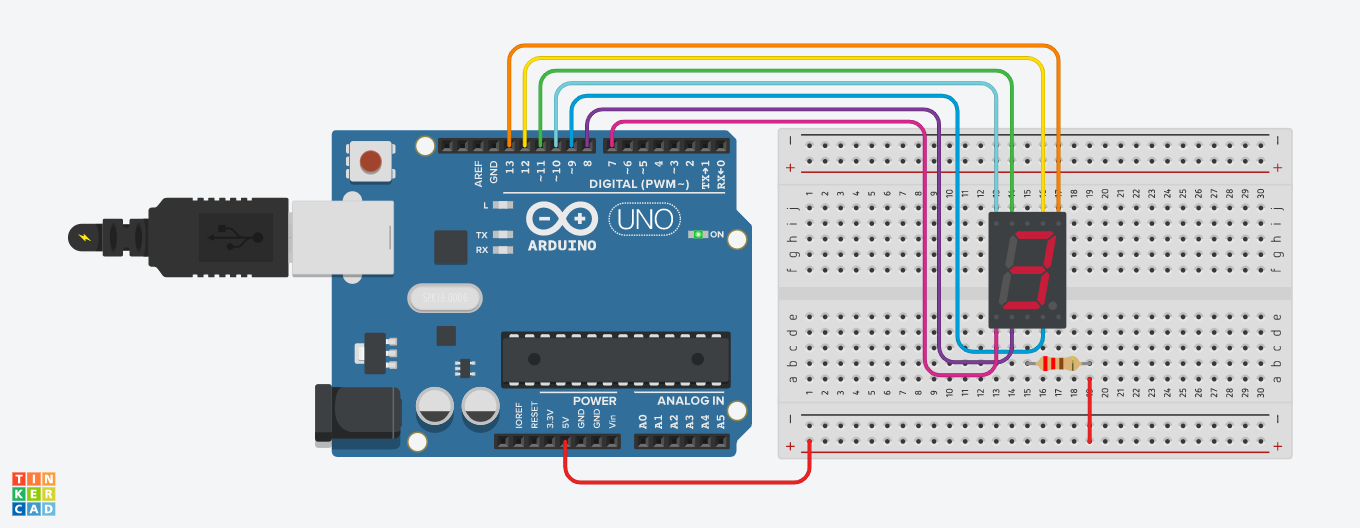 AREF
GND
13
12
~11
~10
~9
8
7
~6
~5
4
~3
2
TX→1
RX←0
DIGITAL (PWM~)
L
TX
RX
ARDUINO
UNO
ON
SPK16.000G
POWER
ANALOG IN
IOREF
RESET
3.3V
5V
GND
GND
Vin
A0
A1
A2
A3
A4
A5
− −
+ +
1 2 3 4 5 6 7 8 9 10 11 12 13 14 15 16 17 18 19 20 21 22 23 24 25 26 27 28 29 30
j j
i i
h h
g g
f f
3
e e
d d
c c
b b
a a
1 2 3 4 5 6 7 8 9 10 11 12 13 14 15 16 17 18 19 20 21 22 23 24 25 26 27 28 29 30
− −
+ +
TIN
KER
CAD